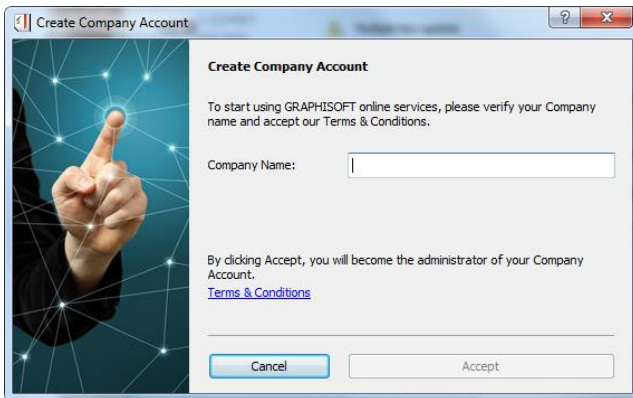 Create Company Account
Create Company Account
To start using GRAPHISOFT online services, please verify your Company
name and accept our Terms & Conditions.
Company Name:
By clicking Accept, you will become the administrator of your Company
Account.
Terms & Conditions
Cancel
Accept